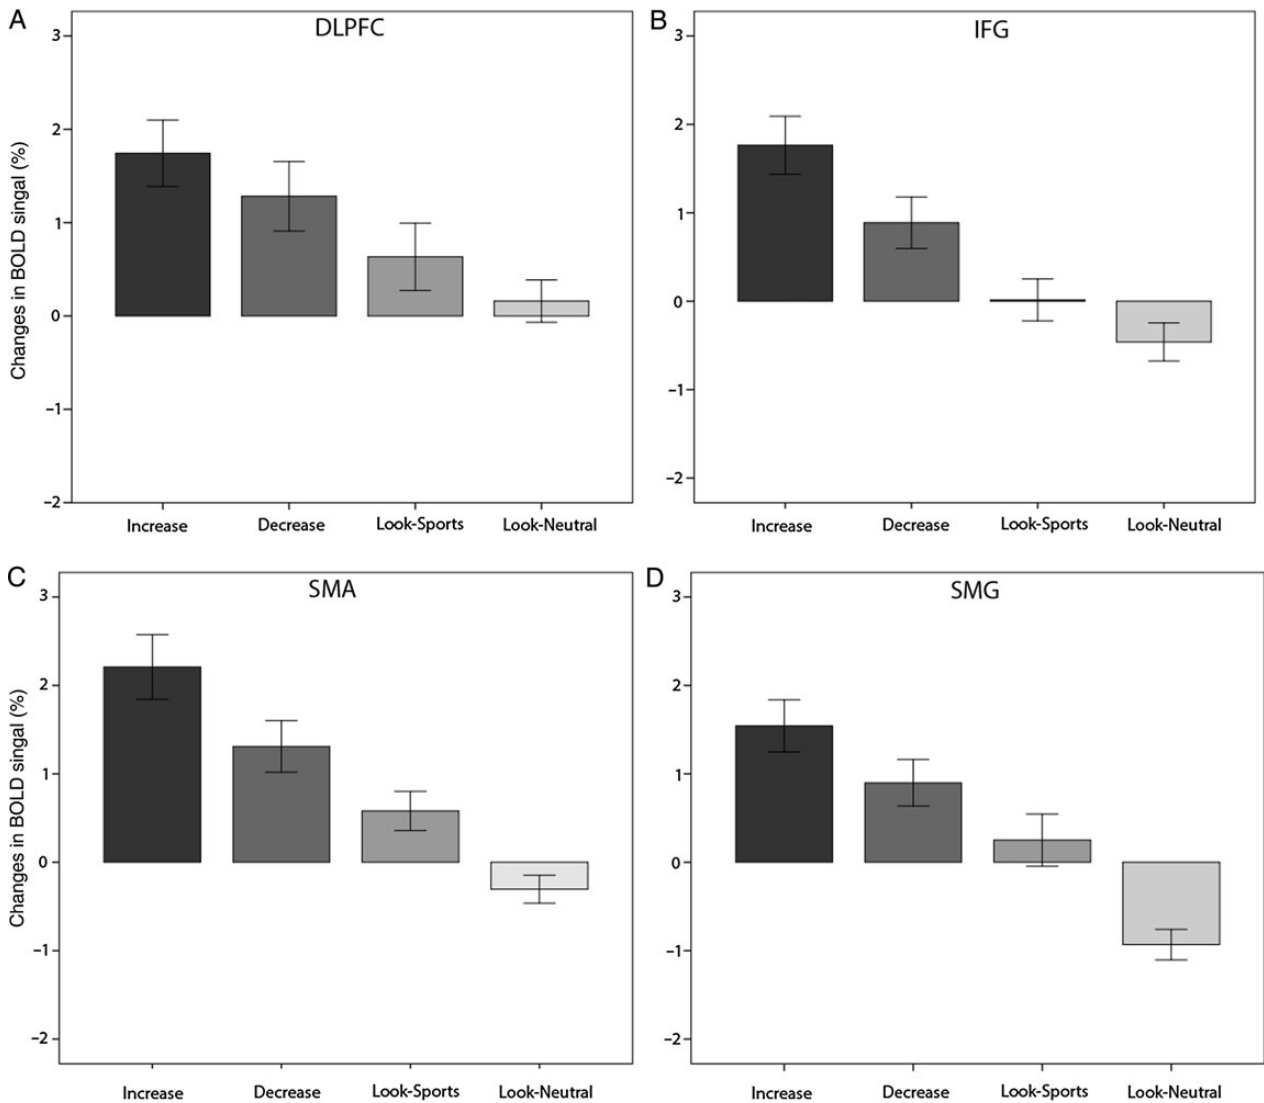 A
DLPFC
Changes in BOLD singal (%)
3
2
1
0
−1
−2
Increase Decrease Look-Sports Look-Neutral
B
IFG
3
2
1
0
−1
−2
Increase Decrease Look-Sports Look-Neutral
C
SMA
Changes in BOLD singal (%)
3
2
1
0
−1
−2
Increase Decrease Look-Sports Look-Neutral
D
SMG
3
2
1
0
−1
−2
Increase Decrease Look-Sports Look-Neutral